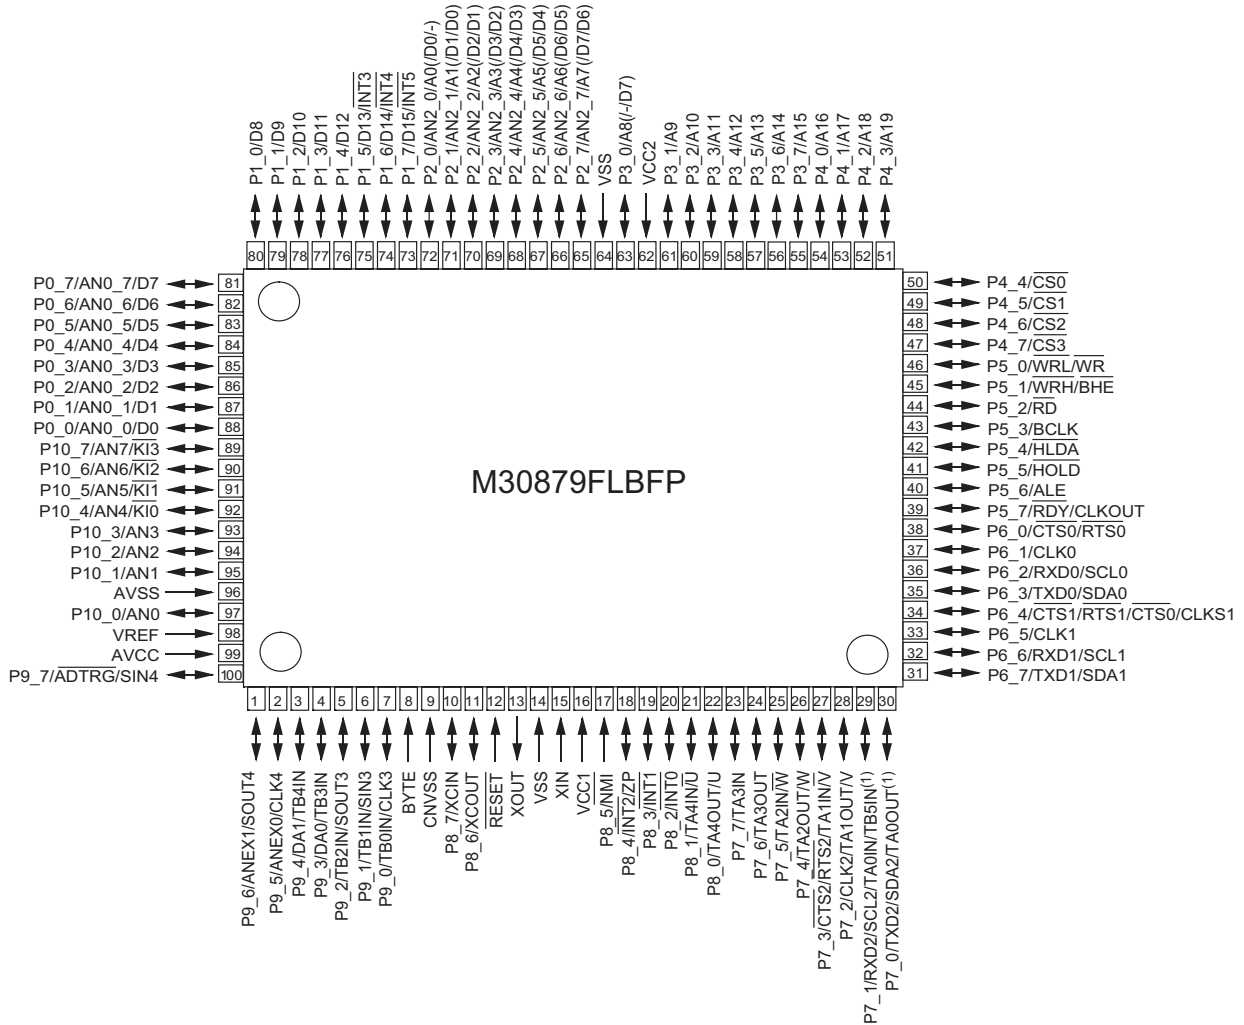 P1_0/D8
P1_1/D9
P1_2/D10
P1_3/D11
P1_4/D12
P1_5/D13/INT3
P1_6/D14/INT4
P1_7/D15/INT5
P2_0/AN2_0/A0(/D0/-)
P2_1/AN2_1/A1(/D1/D0)
P2_2/AN2_2/A2(/D2/D1)
P2_3/AN2_3/A3(/D3/D2)
P2_4/AN2_4/A4(/D4/D3)
P2_5/AN2_5/A5(/D5/D4)
P2_6/AN2_6/A6(/D6/D5)
P2_7/AN2_7/A7(/D7/D6)
VSS
P3_0/A8(/-/D7)
VCC2
P3_1/A9
P3_2/A10
P3_3/A11
P3_4/A12
P3_5/A13
P3_6/A14
P3_7/A15
P4_0/A16
P4_1/A17
P4_2/A18
P4_3/A19
80 79 78 77 76 75 74 73 72 71 70 69 68 67 66 65 64 63 62 61 60 59 58 57 56 55 54 53 52 51
P0_7/AN0_7/D7 81
P0_6/AN0_6/D6 82
P0_5/AN0_5/D5 83
P0_4/AN0_4/D4 84
P0_3/AN0_3/D3 85
P0_2/AN0_2/D2 86
P0_1/AN0_1/D1 87
P0_0/AN0_0/D0 88
P10_7/AN7/KI3 89
P10_6/AN6/KI2 90
P10_5/AN5/KI1 91
P10_4/AN4/KI0 92
P10_3/AN3 93
P10_2/AN2 94
P10_1/AN1 95
AVSS 96
P10_0/AN0 97
VREF 98
AVCC 99
P9_7/ADTRG/SIN4 100
M30879FLBFP
50 P4_4/CS0
49 P4_5/CS1
48 P4_6/CS2
47 P4_7/CS3
46 P5_0/WRL/WR
45 P5_1/WRH/BHE
44 P5_2/RD
43 P5_3/BCLK
42 P5_4/HLDA
41 P5_5/HOLD
40 P5_6/ALE
39 P5_7/RDY/CLKOUT
38 P6_0/CTS0/RTS0
37 P6_1/CLK0
36 P6_2/RXD0/SCL0
35 P6_3/TXD0/SDA0
34 P6_4/CTS1/RTS1/CTS0/CLKS1
33 P6_5/CLK1
32 P6_6/RXD1/SCL1
31 P6_7/TXD1/SDA1
1 2 3 4 5 6 7 8 9 10 11 12 13 14 15 16 17 18 19 20 21 22 23 24 25 26 27 28 29 30
P9_6/ANEX1/SOUT4
P9_5/ANEX0/CLK4
P9_4/DA1/TB4IN
P9_3/DA0/TB3IN
P9_2/TB2IN/SOUT3
P9_1/TB1IN/SIN3
P9_0/TB0IN/CLK3
BYTE
CNVSS
P8_7/XCIN
P8_6/XCOUT
RESET
XOUT
VSS
XIN
VCC1
P8_5/NMI
P8_4/INT2/ZP
P8_3/INT1
P8_2/INT0
P8_1/TA4IN/U
P8_0/TA4OUT/U
P7_7/TA3IN
P7_6/TA3OUT
P7_5/TA2IN/W
P7_4/TA2OUT/W
P7_3/CTS2/RTS2/TA1IN/V
P7_2/CLK2/TA1OUT/V
P7_1/RXD2/SCL2/TA0IN/TB5IN(1)
P7_0/TXD2/SDA2/TA0OUT(1)